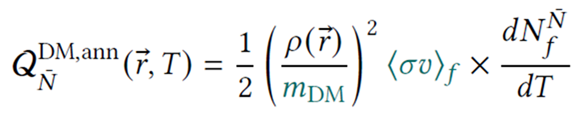 $\mathcal{Q}_{\bar{N}}^{\mathrm{DM,ann}}(\vec{r}, T) = \frac{1}{2} \left( \frac{\rho(\vec{r})}{m_{\mathrm{DM}}} \right)^2 \langle \sigma v \rangle_f \times \frac{dN_f^{\bar{N}}}{dT}$